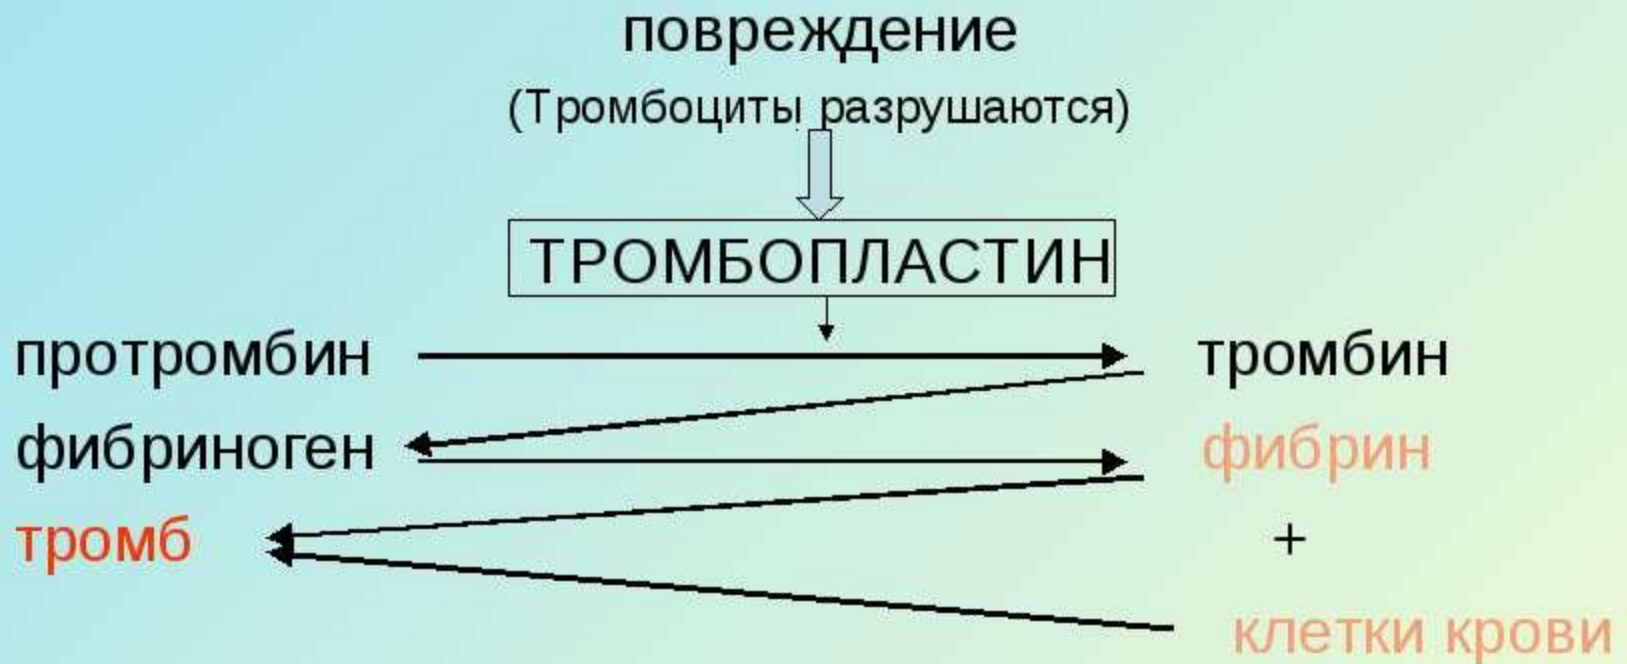 повреждение
(Тромбоциты разрушаются)
ТРОМБОПЛАСТИН
протромбин тромбин
фибриноген фибрин
тромб +
клетки крови